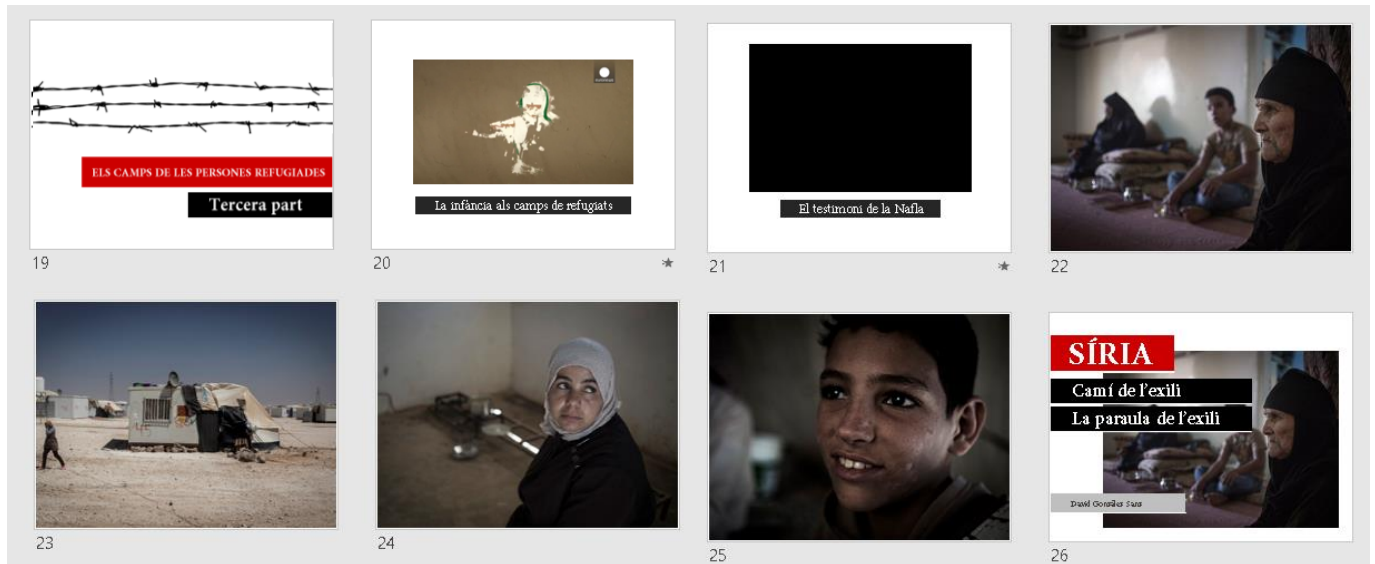 ELS CAMPS DE LES PERSONES REFUGIADES
Tercera part
19
La infància als camps de refugiats
20
El testimoni de la Nafla
21
22
23
24
25
SÍRIA
Camí de l'exili
La paraula de l'exili
David González Sanz
26